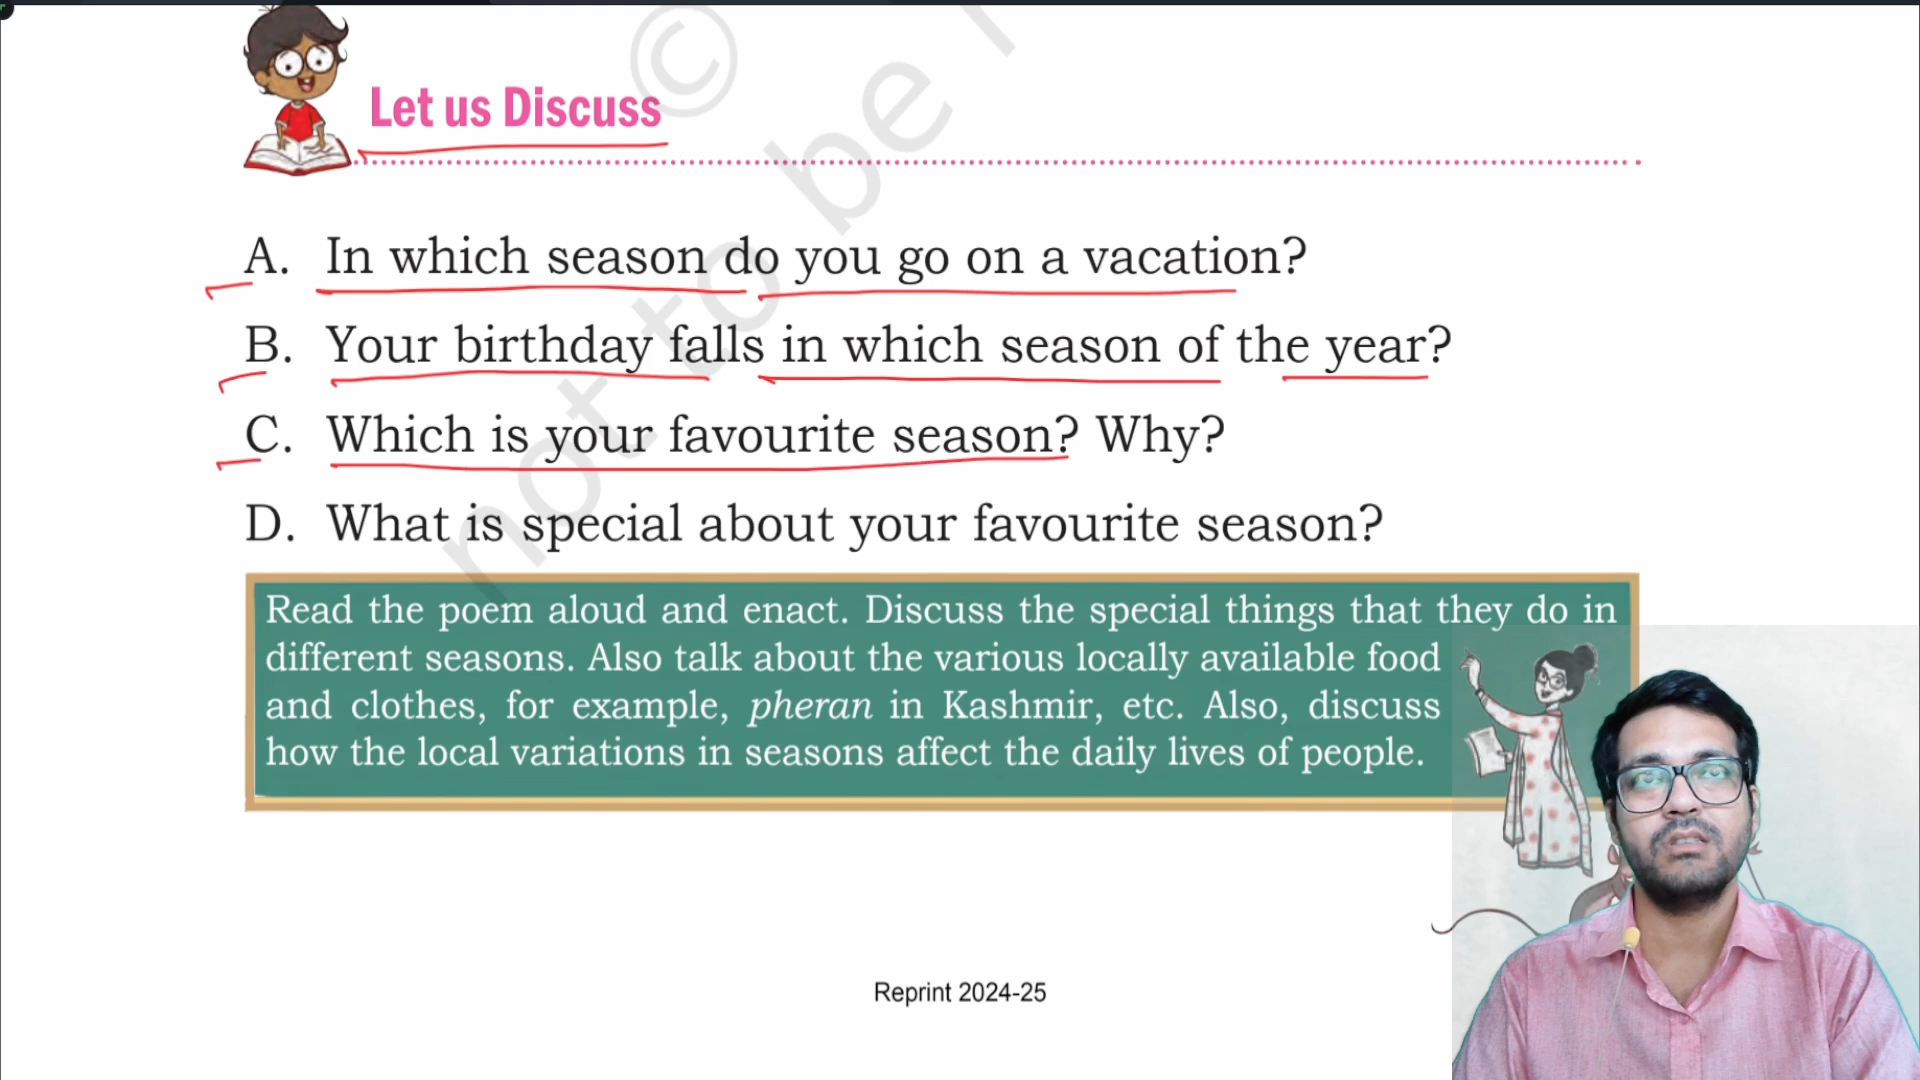 Let us Discuss
© not to be r
A. In which season do you go on a vacation?
B. Your birthday falls in which season of the year?
C. Which is your favourite season? Why?
D. What is special about your favourite season?
Read the poem aloud and enact. Discuss the special things that they do in
different seasons. Also talk about the various locally available food
and clothes, for example, pheran in Kashmir, etc. Also, discuss
how the local variations in seasons affect the daily lives of people.
Reprint 2024-25